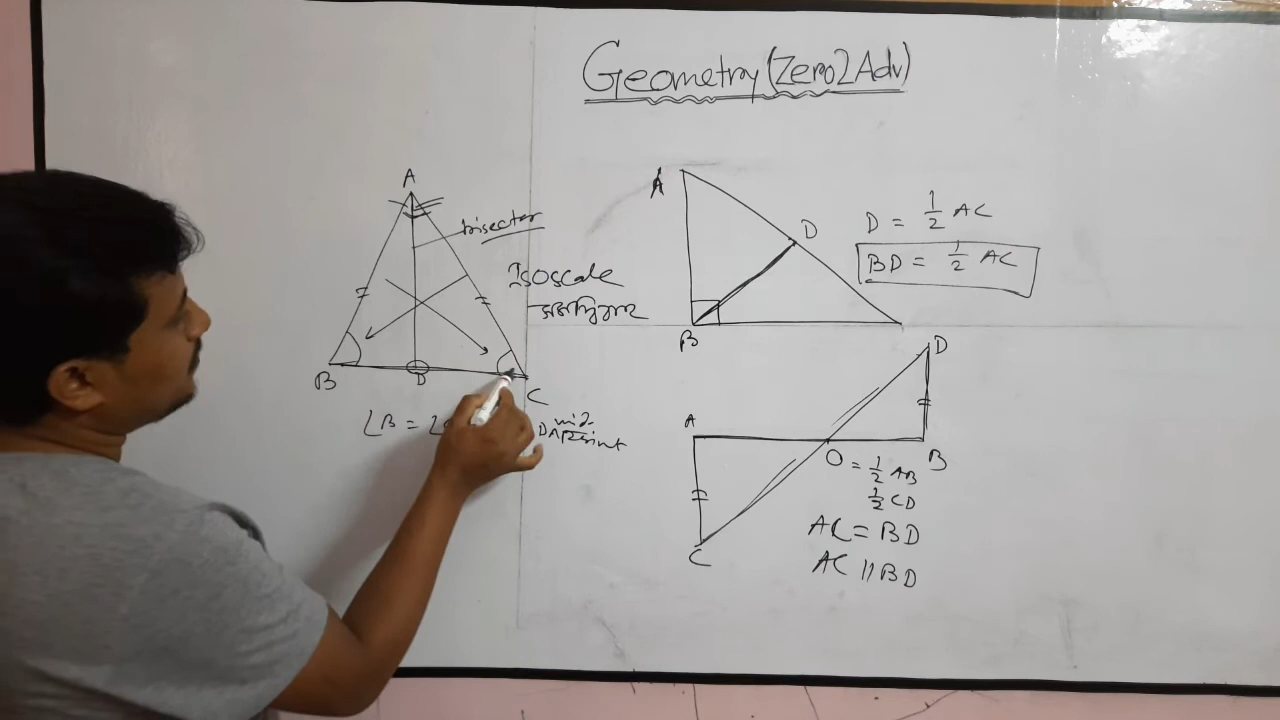 Geometry (Zero2Adv)
A
bisector
Isoscale
B
D
C
∠B = ∠
mid
point
A
D
B
D = 1/2 AC
BD = 1/2 AC
D
A
O = 1/2 AB
B
1/2 CD
AC = BD
AC || BD
C